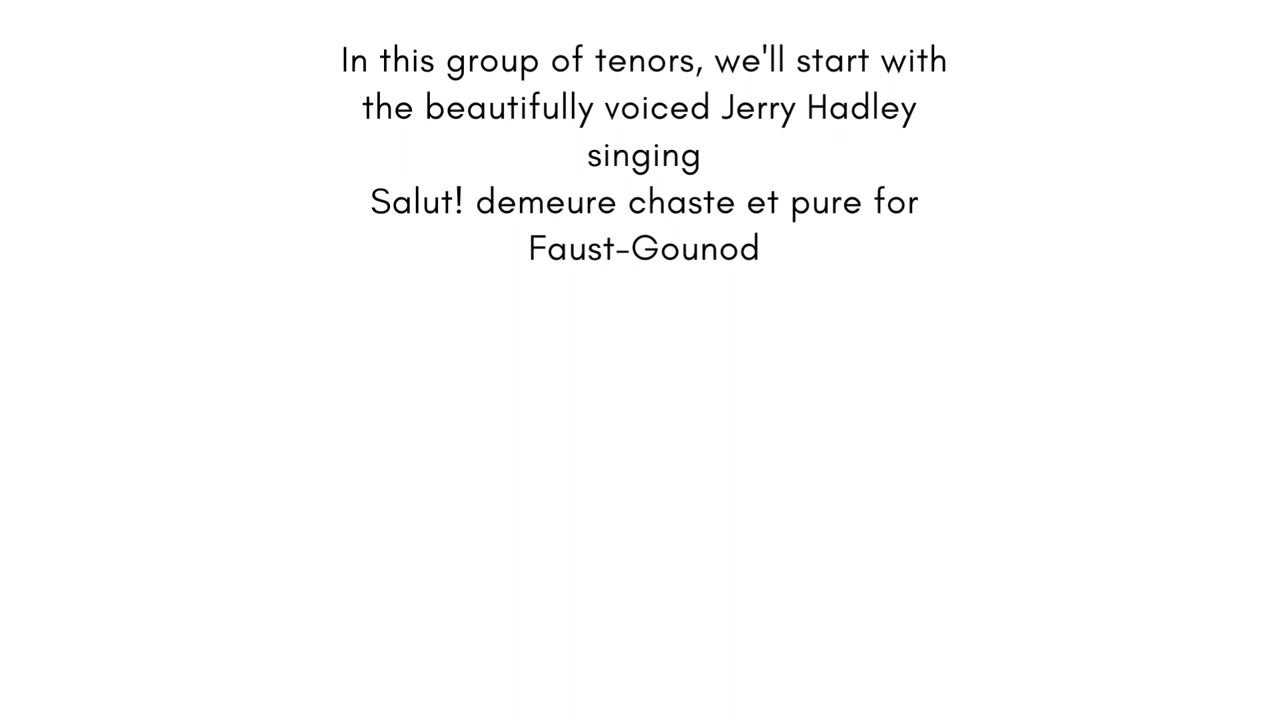 In this group of tenors, we'll start with
the beautifully voiced Jerry Hadley
singing
Salut! demeure chaste et pure for
Faust-Gounod